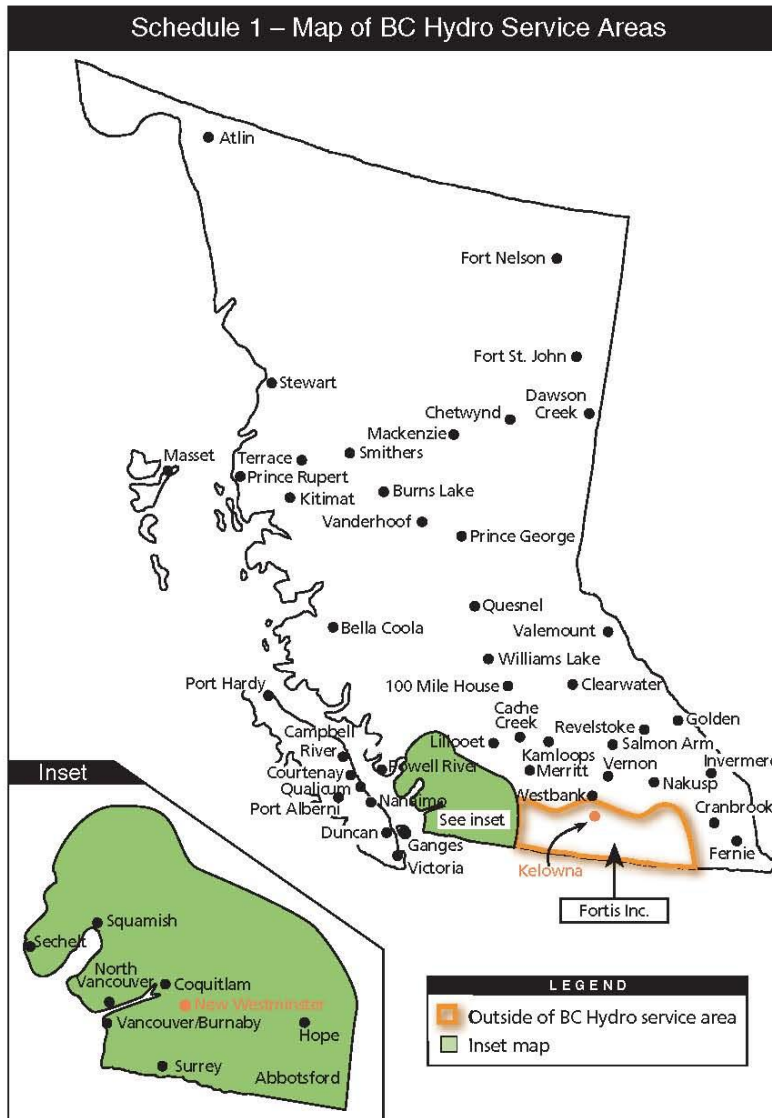 Schedule 1 – Map of BC Hydro Service Areas
Atlin
Fort Nelson
Fort St. John
Dawson
Creek
Chetwynd
Stewart
Mackenzie
Smithers
Masset
Terrace
Prince Rupert
Kitimat
Burns Lake
Vanderhoof
Prince George
Quesnel
Bella Coola
Valemount
Williams Lake
Port Hardy
100 Mile House
Clearwater
Cache
Creek
Golden
Revelstoke
Campbell
River
Lillooet
Kamloops
Salmon Arm
Powell River
Merritt
Vernon
Invermere
Courtenay
Qualicum
Nakusp
Port Alberni
Nanaimo
Westbank
Cranbrook
See inset
Duncan
Ganges
Fernie
Victoria
Kelowna
Fortis Inc.
Inset
Squamish
Sechelt
North
Vancouver
Coquitlam
New Westminster
Vancouver/Burnaby
Hope
Surrey
Abbotsford
LEGEND
Outside of BC Hydro service area
Inset map